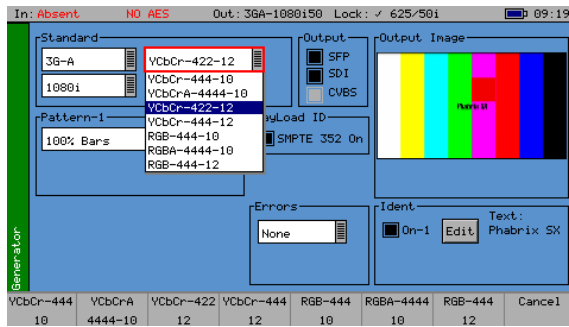 In: Absent NO AES Out: 3GA-1080i50 Lock: ✓ 625/50i 09:19
Standard
3G-A
1080i
YCbCr-422-12
YCbCr-444-10
YCbCrA-4444-10
YCbCr-422-12
YCbCr-444-12
RGB-444-10
RGBA-4444-10
RGB-444-12
Output
SFP
SDI
CVBS
Output Image
Phabrix SX
Pattern-1
100% Bars
ayLoad ID
SMPTE 352 On
Errors
None
Ident
On-1
Edit
Text:
Phabrix SX
Generator
YCbCr-444 10
YCbCrA 4444-10
YCbCr-422 12
YCbCr-444 12
RGB-444 10
RGBA-4444 10
RGB-444 12
Cancel